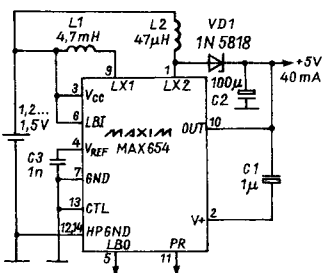 L1
4,7mH
L2
47μH
VD1
1N 5818
+5V
40mA
9
1
LX1
LX2
100μ
C2
3
VCC
6
LBI
1,2...
1,5V
MAXIM
MAX654
OUT
10
4
VREF
C3
1n
7
GND
C1
1μ
13
CTL
V+
2
12,14
HPGND
LBO
PR
5
11